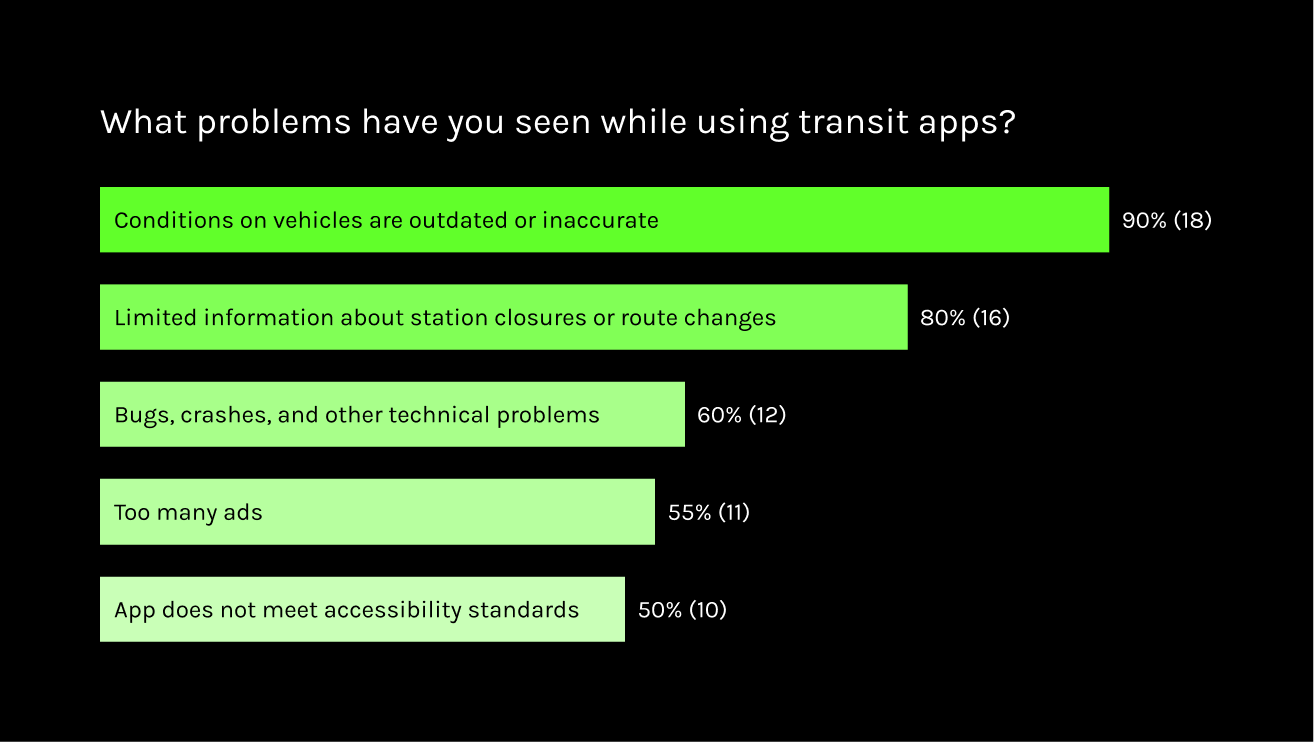 What problems have you seen while using transit apps?
Conditions on vehicles are outdated or inaccurate 90% (18)
Limited information about station closures or route changes 80% (16)
Bugs, crashes, and other technical problems 60% (12)
Too many ads 55% (11)
App does not meet accessibility standards 50% (10)